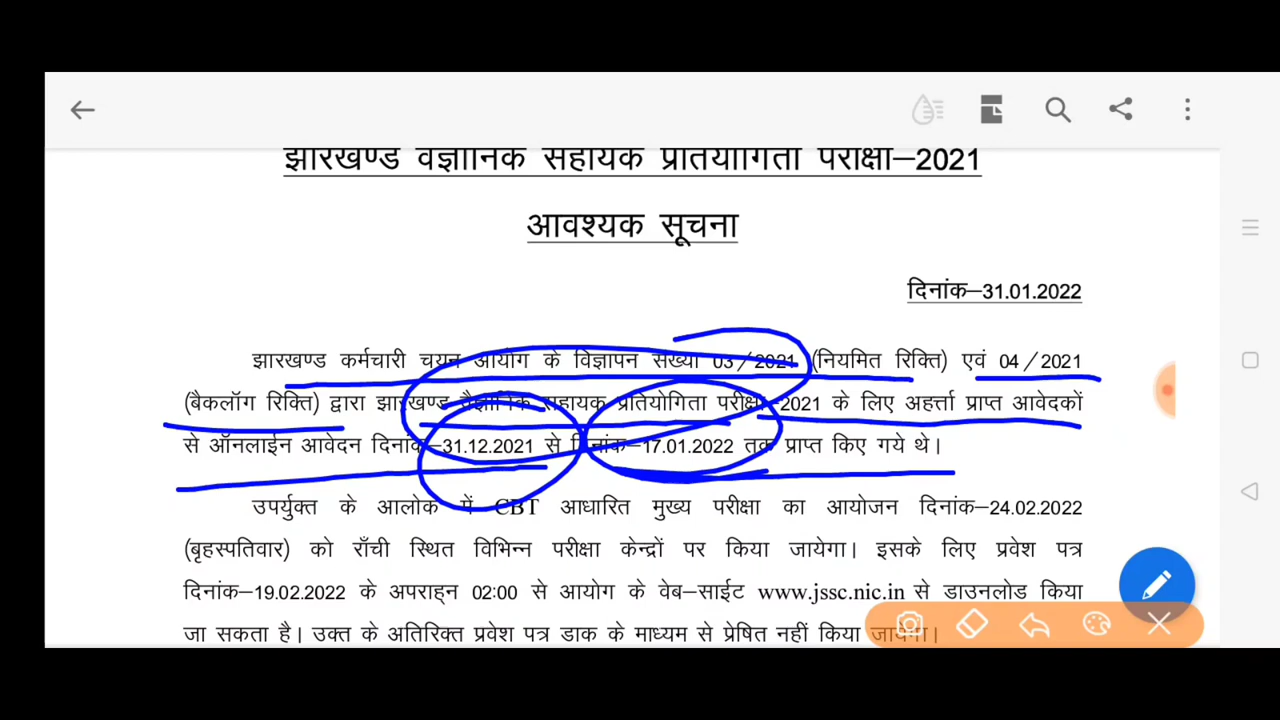 झारखण्ड वैज्ञानिक सहायक प्रतियोगिता परीक्षा–2021
आवश्यक सूचना
दिनांक–31.01.2022
झारखण्ड कर्मचारी चयन आयोग के विज्ञापन संख्या 03/2021 (नियमित रिक्ति) एवं 04/2021
(बैकलॉग रिक्ति) द्वारा झारखण्ड वैज्ञानिक सहायक प्रतियोगिता परीक्षा–2021 के लिए अहर्त्ता प्राप्त आवेदकों
से ऑनलाईन आवेदन दिनांक–31.12.2021 से दिनांक–17.01.2022 तक प्राप्त किए गये थे।
उपर्युक्त के आलोक में CBT आधारित मुख्य परीक्षा का आयोजन दिनांक–24.02.2022
(बृहस्पतिवार) को राँची स्थित विभिन्न परीक्षा केन्द्रों पर किया जायेगा। इसके लिए प्रवेश पत्र
दिनांक–19.02.2022 के अपराह्न 02:00 से आयोग के वेब–साईट www.jssc.nic.in से डाउनलोड किया
जा सकता है। उक्त के अतिरिक्त प्रवेश पत्र डाक के माध्यम से प्रेषित नहीं किया जायेगा।